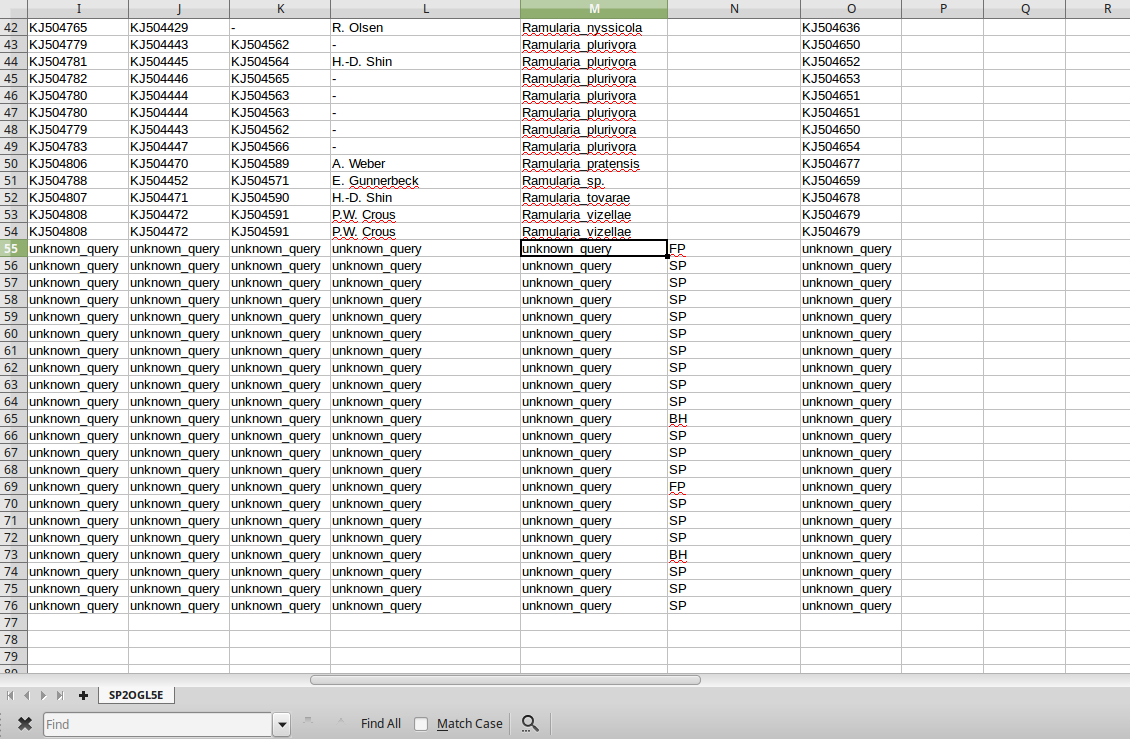 I J K L M N O P Q R
42 KJ504765 KJ504429 - R. Olsen Ramularia_nyssicola KJ504636
43 KJ504779 KJ504443 KJ504562 - Ramularia_plurivora KJ504650
44 KJ504781 KJ504445 KJ504564 H.-D. Shin Ramularia_plurivora KJ504652
45 KJ504782 KJ504446 KJ504565 - Ramularia_plurivora KJ504653
46 KJ504780 KJ504444 KJ504563 - Ramularia_plurivora KJ504651
47 KJ504780 KJ504444 KJ504563 - Ramularia_plurivora KJ504651
48 KJ504779 KJ504443 KJ504562 - Ramularia_plurivora KJ504650
49 KJ504783 KJ504447 KJ504566 - Ramularia_plurivora KJ504654
50 KJ504806 KJ504470 KJ504589 A. Weber Ramularia_pratensis KJ504677
51 KJ504788 KJ504452 KJ504571 E. Gunnerbeck Ramularia_sp. KJ504659
52 KJ504807 KJ504471 KJ504590 H.-D. Shin Ramularia_tovarae KJ504678
53 KJ504808 KJ504472 KJ504591 P.W. Crous Ramularia_vizellae KJ504679
54 KJ504808 KJ504472 KJ504591 P.W. Crous Ramularia_vizellae KJ504679
55 unknown_query unknown_query unknown_query unknown_query unknown_query FP unknown_query
56 unknown_query unknown_query unknown_query unknown_query unknown_query SP unknown_query
57 unknown_query unknown_query unknown_query unknown_query unknown_query SP unknown_query
58 unknown_query unknown_query unknown_query unknown_query unknown_query SP unknown_query
59 unknown_query unknown_query unknown_query unknown_query unknown_query SP unknown_query
60 unknown_query unknown_query unknown_query unknown_query unknown_query SP unknown_query
61 unknown_query unknown_query unknown_query unknown_query unknown_query SP unknown_query
62 unknown_query unknown_query unknown_query unknown_query unknown_query SP unknown_query
63 unknown_query unknown_query unknown_query unknown_query unknown_query SP unknown_query
64 unknown_query unknown_query unknown_query unknown_query unknown_query SP unknown_query
65 unknown_query unknown_query unknown_query unknown_query unknown_query BH unknown_query
66 unknown_query unknown_query unknown_query unknown_query unknown_query SP unknown_query
67 unknown_query unknown_query unknown_query unknown_query unknown_query SP unknown_query
68 unknown_query unknown_query unknown_query unknown_query unknown_query SP unknown_query
69 unknown_query unknown_query unknown_query unknown_query unknown_query FP unknown_query
70 unknown_query unknown_query unknown_query unknown_query unknown_query SP unknown_query
71 unknown_query unknown_query unknown_query unknown_query unknown_query SP unknown_query
72 unknown_query unknown_query unknown_query unknown_query unknown_query SP unknown_query
73 unknown_query unknown_query unknown_query unknown_query unknown_query BH unknown_query
74 unknown_query unknown_query unknown_query unknown_query unknown_query SP unknown_query
75 unknown_query unknown_query unknown_query unknown_query unknown_query SP unknown_query
76 unknown_query unknown_query unknown_query unknown_query unknown_query SP unknown_query
77
78
79
80
SP2OGL5E
Find Find All Match Case